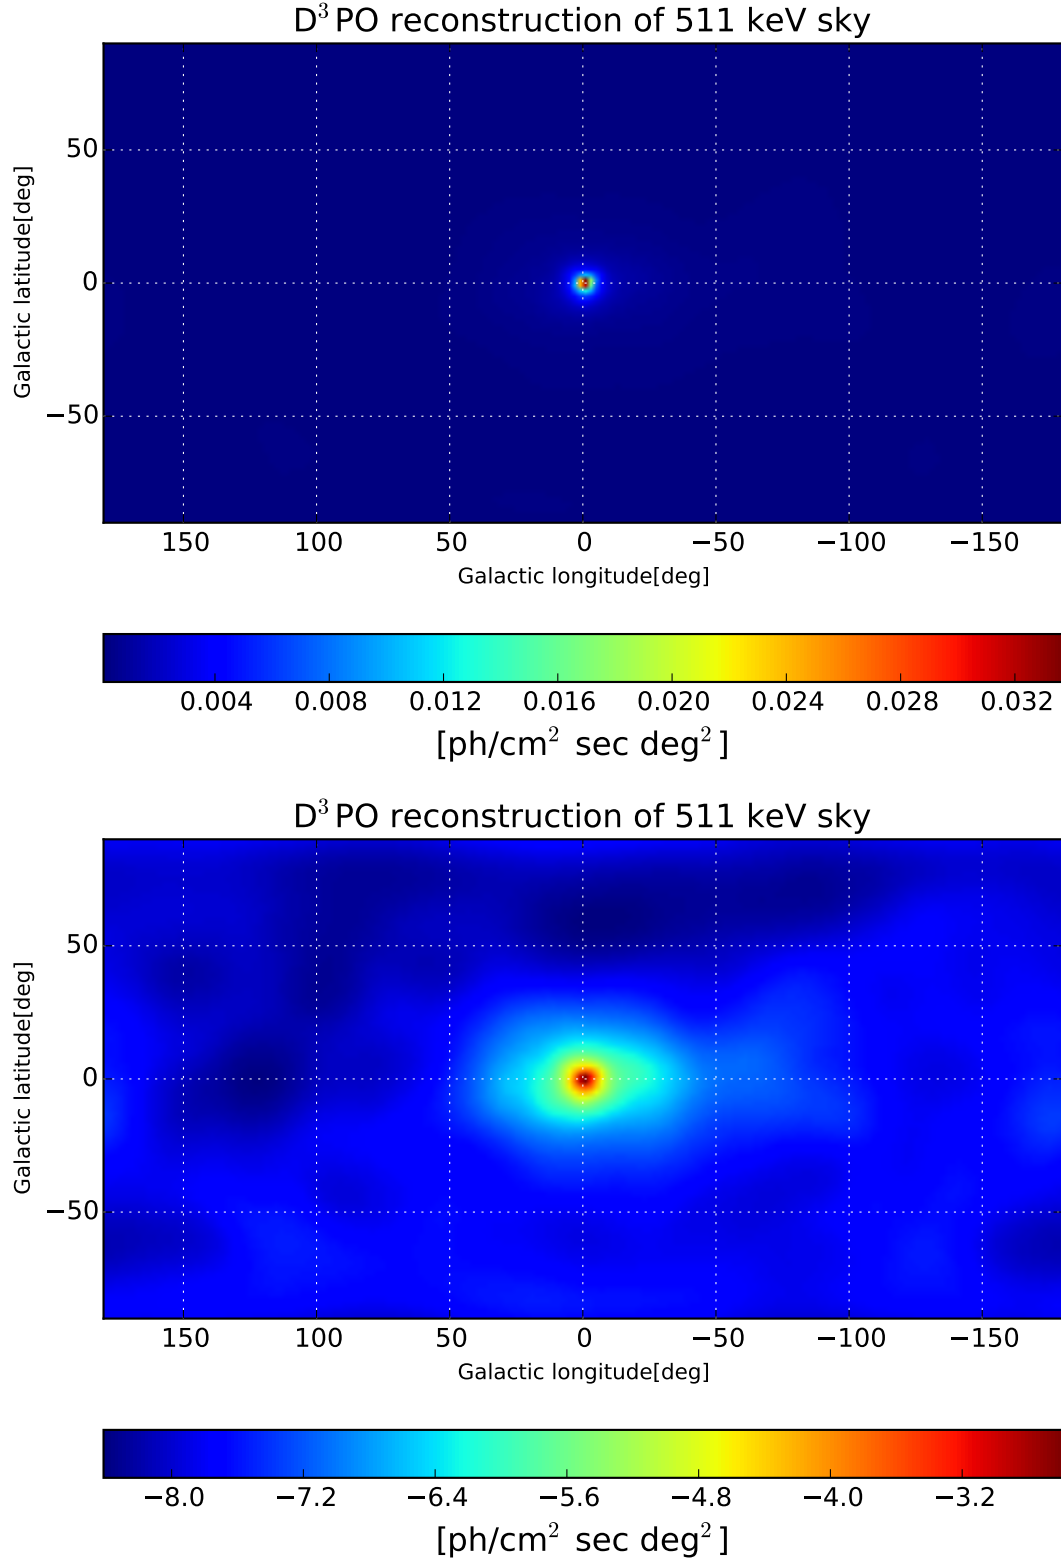 D³PO reconstruction of 511 keV sky
50
0
−50
Galactic latitude[deg]
150 100 50 0 −50 −100 −150
Galactic longitude[deg]
0.004 0.008 0.012 0.016 0.020 0.024 0.028 0.032
[ph/cm² sec deg²]
D³PO reconstruction of 511 keV sky
50
0
−50
Galactic latitude[deg]
150 100 50 0 −50 −100 −150
Galactic longitude[deg]
−8.0 −7.2 −6.4 −5.6 −4.8 −4.0 −3.2
[ph/cm² sec deg²]